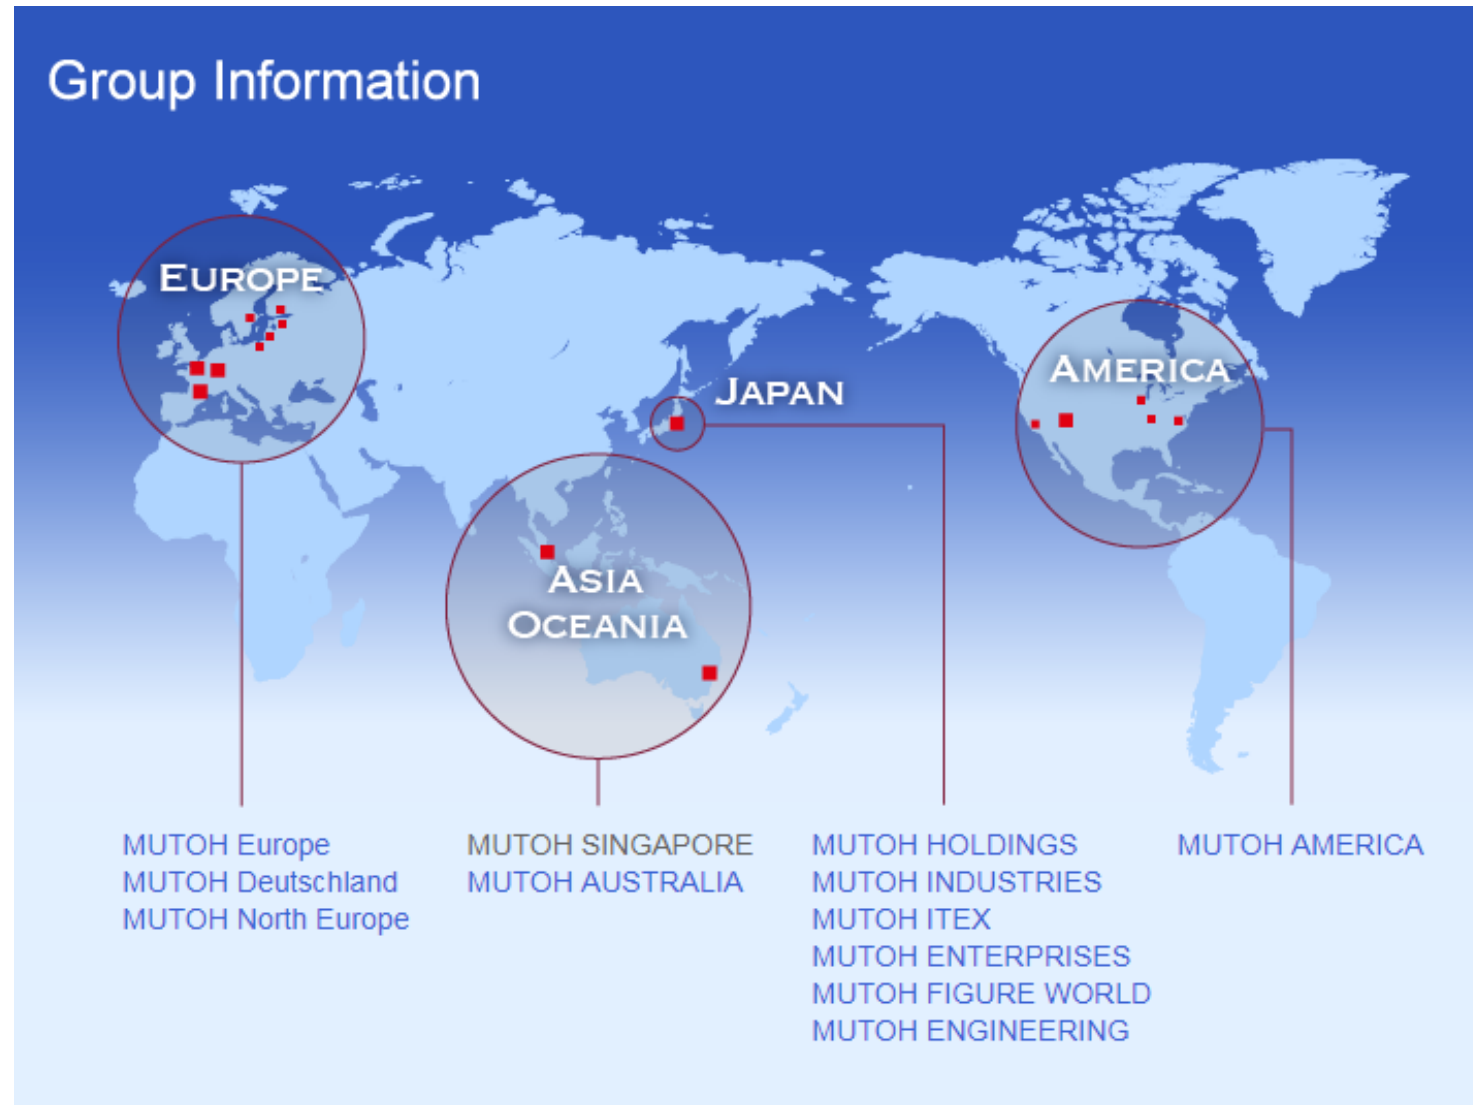 Group Information
EUROPE
AMERICA
JAPAN
ASIA
OCEANIA
MUTOH Europe
MUTOH Deutschland
MUTOH North Europe
MUTOH SINGAPORE
MUTOH AUSTRALIA
MUTOH HOLDINGS
MUTOH INDUSTRIES
MUTOH ITEX
MUTOH ENTERPRISES
MUTOH FIGURE WORLD
MUTOH ENGINEERING
MUTOH AMERICA